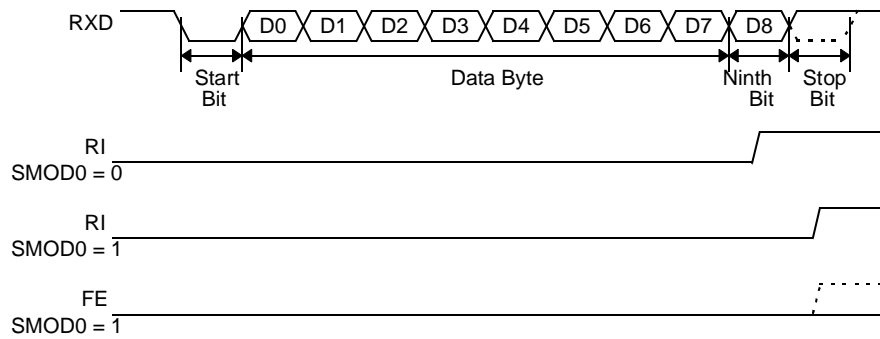 RXD D0 D1 D2 D3 D4 D5 D6 D7 D8
Start Bit
Data Byte
Ninth Bit
Stop Bit
RI
SMOD0 = 0
RI
SMOD0 = 1
FE
SMOD0 = 1